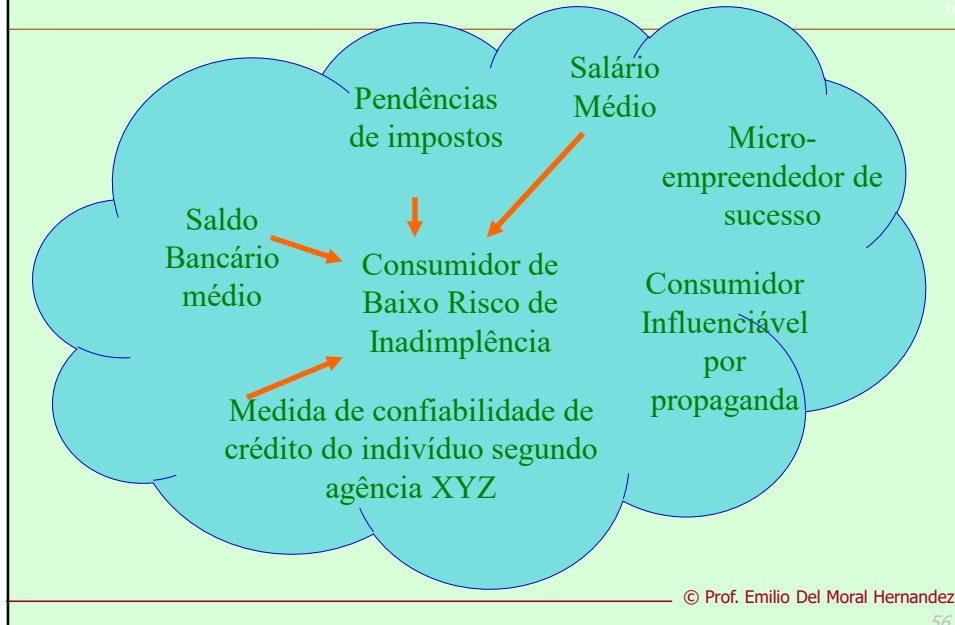 56
Pendências
de impostos
Salário
Médio
Micro-
empreendedor de
sucesso
Saldo
Bancário
médio
Consumidor de
Baixo Risco de
Inadimplência
Consumidor
Influenciável
por
propaganda
Medida de confiabilidade de
crédito do indivíduo segundo
agência XYZ
© Prof. Emilio Del Moral Hernandez
56